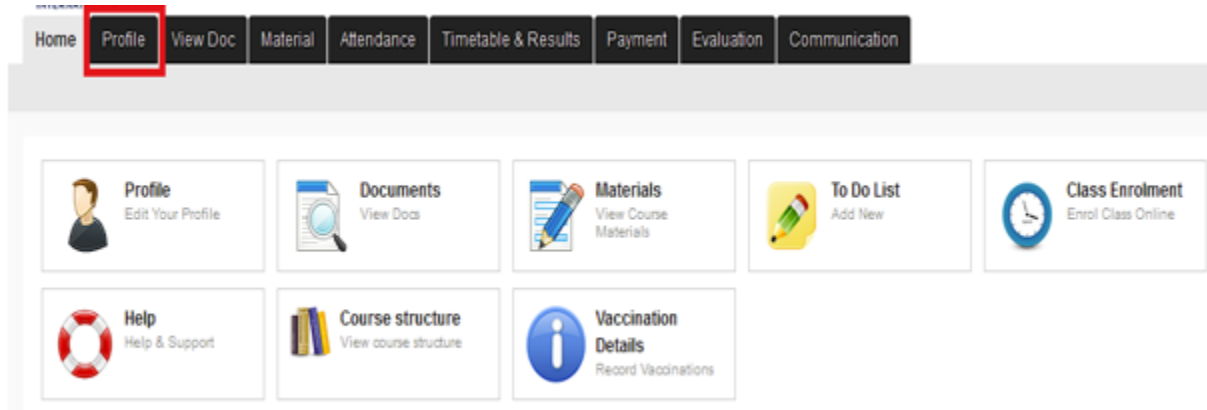 Home Profile View Doc Material Attendance Timetable & Results Payment Evaluation Communication
Profile
Edit Your Profile
Documents
View Docs
Materials
View Course
Materials
To Do List
Add New
Class Enrolment
Enrol Class Online
Help
Help & Support
Course structure
View course structure
Vaccination
Details
Record Vaccinations